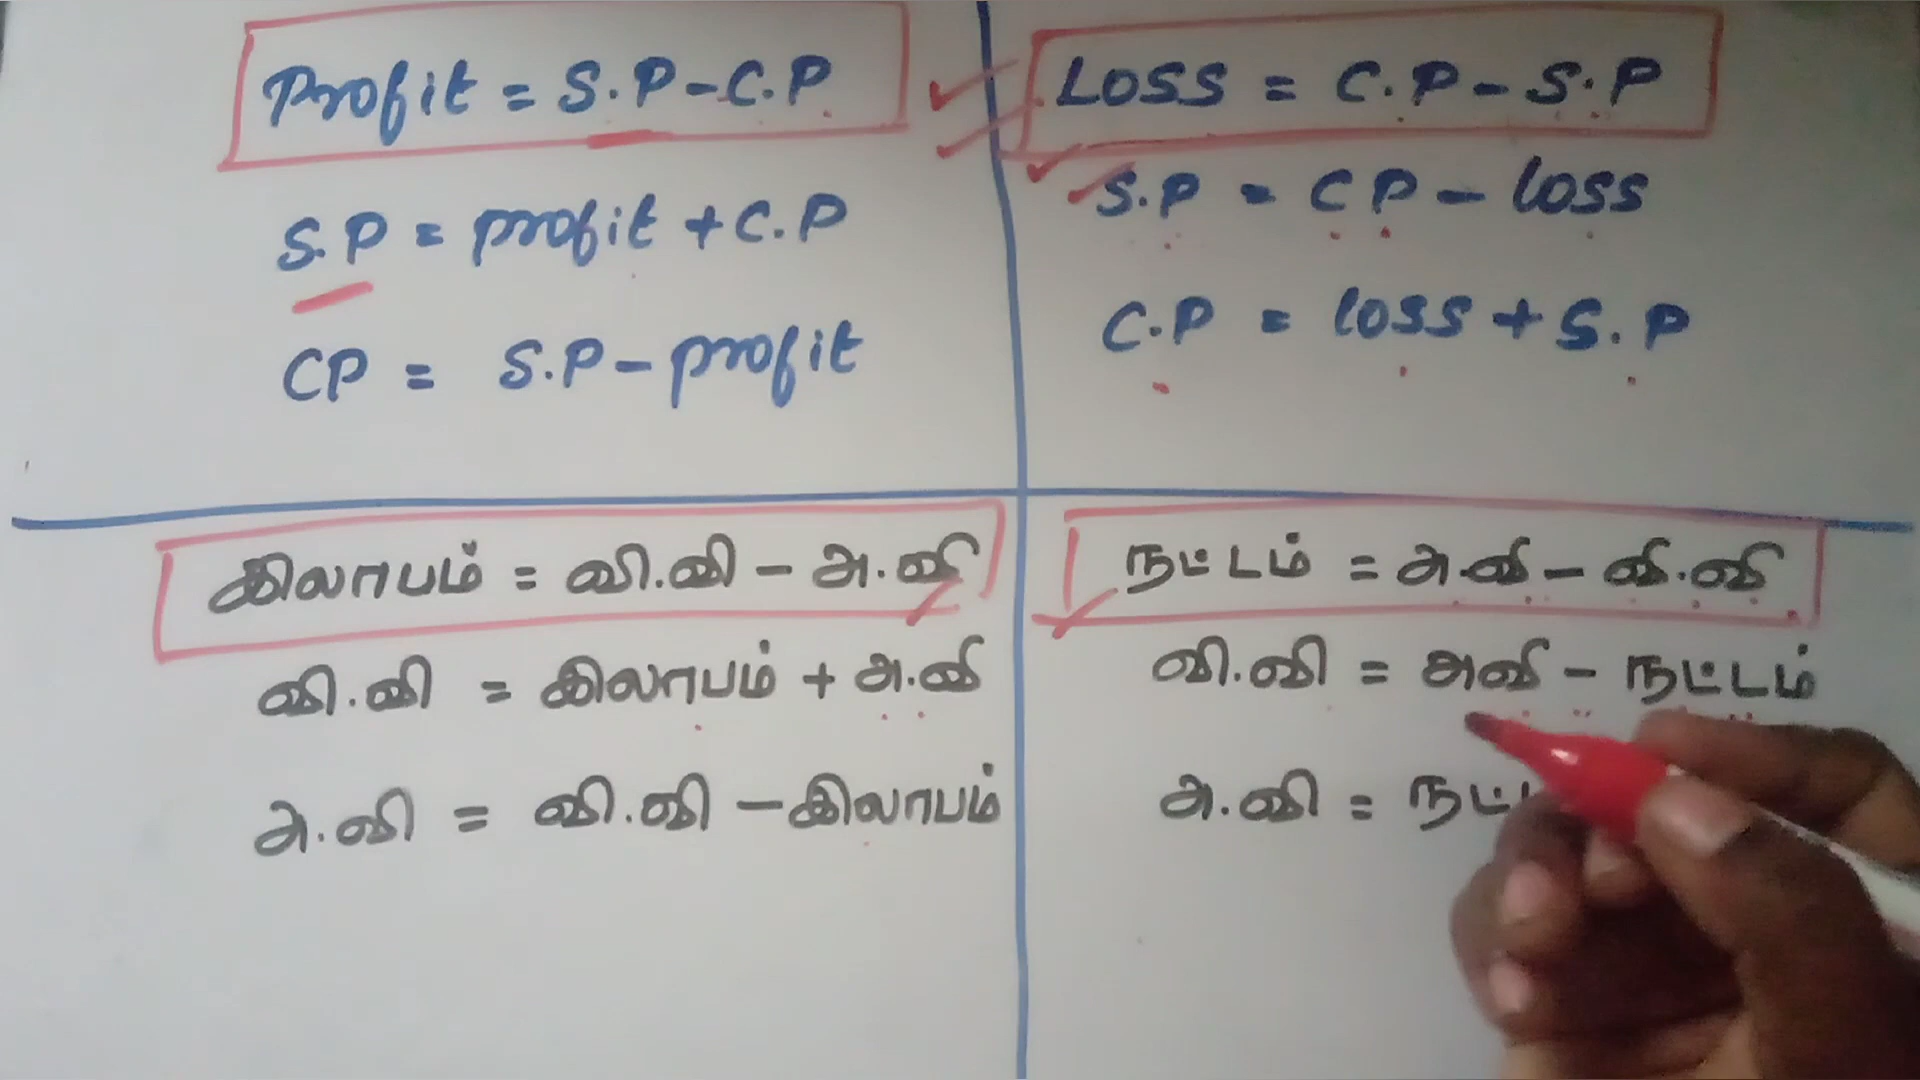 Profit = S.P - C.P
S.P = profit + C.P
CP = S.P - profit
LOSS = C.P - S.P
S.P = CP - loss
C.P = loss + S.P
இலாபம் = வி.வி - அ.வி
வி.வி = இலாபம் + அ.வி
அ.வி = வி.வி - இலாபம்
நட்டம் = அ.வி - வி.வி
வி.வி = அவி - நட்டம்
அ.வி =